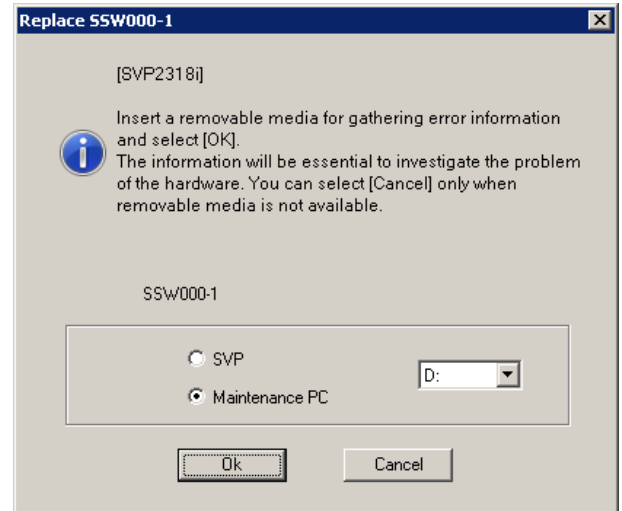 Replace SSW000-1
[SVP2318i]
Insert a removable media for gathering error information
and select [OK].
The information will be essential to investigate the problem
of the hardware. You can select [Cancel] only when
removable media is not available.
SSW000-1
SVP
D:
Maintenance PC
Ok
Cancel